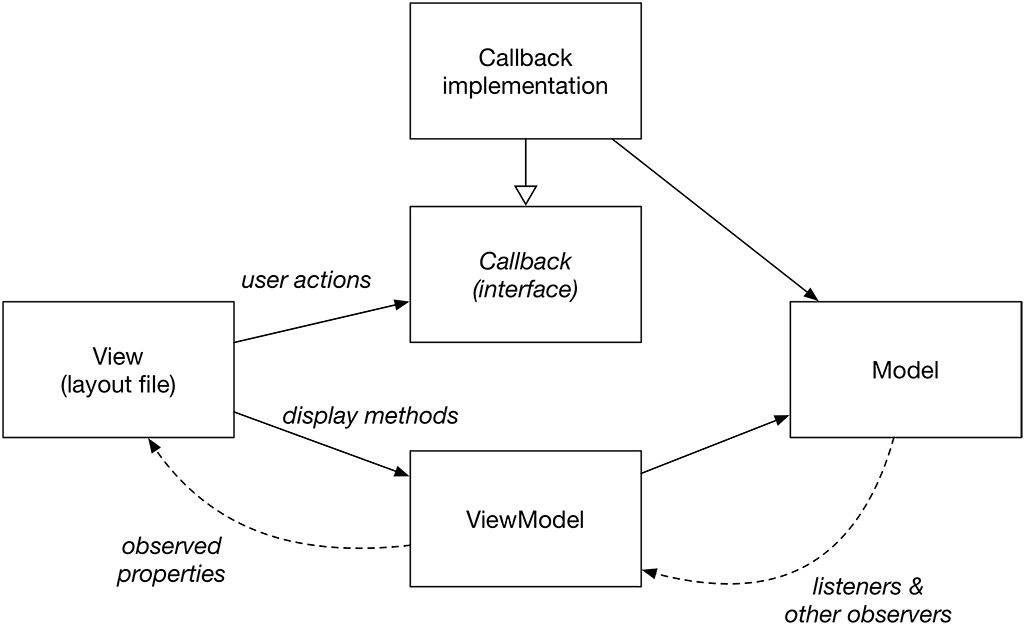 Callback
implementation
user actions
Callback
(interface)
View
(layout file)
Model
display methods
ViewModel
observed
properties
listeners &
other observers